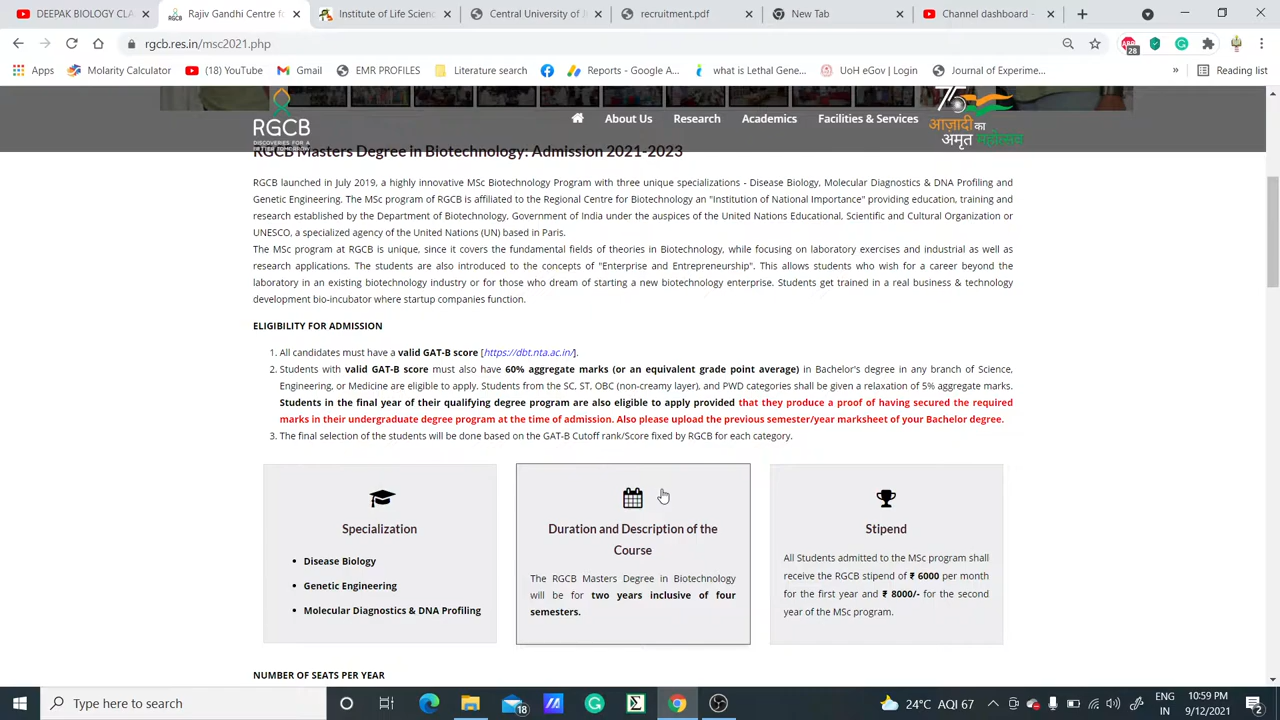 DEEPAK BIOLOGY CLA
Rajiv Gandhi Centre fo
Institute of Life Scienc
Central University of J
recruitment.pdf
New Tab
Channel dashboard -
rgcb.res.in/msc2021.php
28
Apps
Molarity Calculator
(18) YouTube
Gmail
EMR PROFILES
Literature search
Reports - Google A...
what is Lethal Gene...
UoH eGov | Login
Journal of Experime...
»
Reading list
RGCB
DISCOVERIES FOR A
BETTER TOMORROW
About Us
Research
Academics
Facilities & Services
75
आज़ादी का
अमृत महोत्सव
RGCB Masters Degree in Biotechnology: Admission 2021-2023
RGCB launched in July 2019, a highly innovative MSc Biotechnology Program with three unique specializations - Disease Biology, Molecular Diagnostics & DNA Profiling and
Genetic Engineering. The MSc program of RGCB is affiliated to the Regional Centre for Biotechnology an "Institution of National Importance" providing education, training and
research established by the Department of Biotechnology, Government of India under the auspices of the United Nations Educational, Scientific and Cultural Organization or
UNESCO, a specialized agency of the United Nations (UN) based in Paris.
The MSc program at RGCB is unique, since it covers the fundamental fields of theories in Biotechnology, while focusing on laboratory exercises and industrial as well as
research applications. The students are also introduced to the concepts of "Enterprise and Entrepreneurship". This allows students who wish for a career beyond the
laboratory in an existing biotechnology industry or for those who dream of starting a new biotechnology enterprise. Students get trained in a real business & technology
development bio-incubator where startup companies function.
ELIGIBILITY FOR ADMISSION
1. All candidates must have a valid GAT-B score [https://dbt.nta.ac.in/].
2. Students with valid GAT-B score must also have 60% aggregate marks (or an equivalent grade point average) in Bachelor's degree in any branch of Science,
Engineering, or Medicine are eligible to apply. Students from the SC, ST, OBC (non-creamy layer), and PWD categories shall be given a relaxation of 5% aggregate marks.
Students in the final year of their qualifying degree program are also eligible to apply provided that they produce a proof of having secured the required
marks in their undergraduate degree program at the time of admission. Also please upload the previous semester/year marksheet of your Bachelor degree.
3. The final selection of the students will be done based on the GAT-B Cutoff rank/Score fixed by RGCB for each category.
Specialization
• Disease Biology
• Genetic Engineering
• Molecular Diagnostics & DNA Profiling
Duration and Description of the
Course
The RGCB Masters Degree in Biotechnology
will be for two years inclusive of four
semesters.
Stipend
All Students admitted to the MSc program shall
receive the RGCB stipend of ₹ 6000 per month
for the first year and ₹ 8000/- for the second
year of the MSc program.
NUMBER OF SEATS PER YEAR
Type here to search
18
24°C AQI 67
ENG
IN
10:59 PM
9/12/2021
2